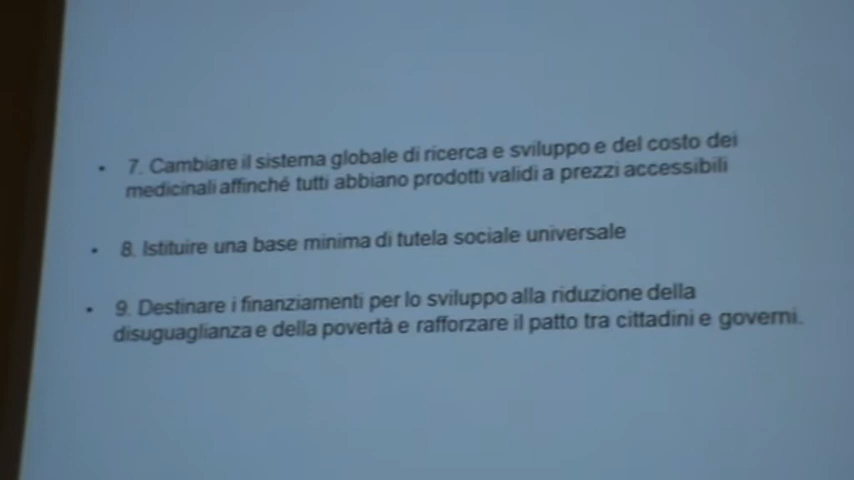 • 7. Cambiare il sistema globale di ricerca e sviluppo e del costo dei
medicinali affinché tutti abbiano prodotti validi a prezzi accessibili
• 8. Istituire una base minima di tutela sociale universale
• 9. Destinare i finanziamenti per lo sviluppo alla riduzione della
disuguaglianza e della povertà e rafforzare il patto tra cittadini e governi.